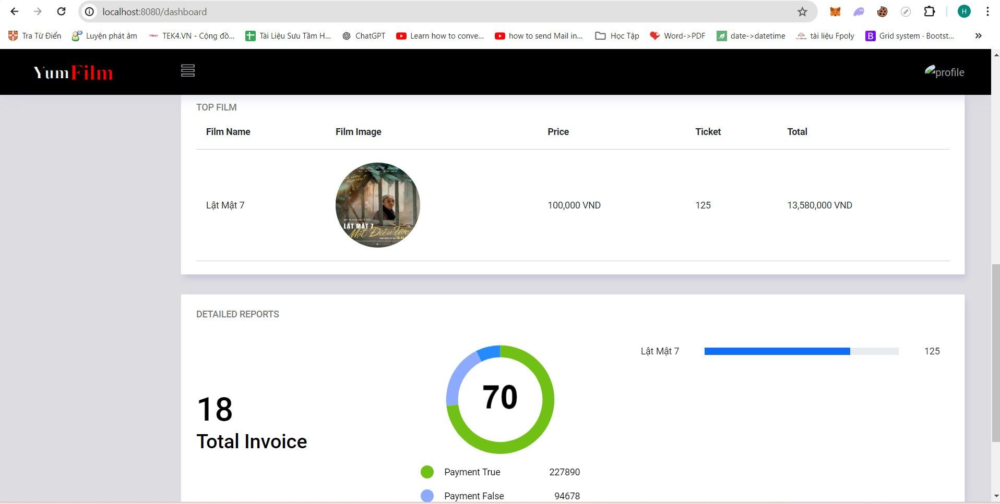 localhost:8080/dashboard
H
Tra Từ Điển
Luyện phát âm
TEK4.VN - Cộng đồ...
Tài Liệu Sưu Tầm H...
ChatGPT
Learn how to conve...
how to send Mail in...
Học Tập
Word->PDF
date->datetime
tài liệu Fpoly
B
Grid system · Bootst...
YumFilm
profile
TOP FILM
Film Name Film Image Price Ticket Total
LẬT MẶT 7
Một Điều Ước
Lật Mật 7 100,000 VND 125 13,580,000 VND
DETAILED REPORTS
Lật Mật 7 125
70
18
Total Invoice
Payment True 227890
Payment False 94678